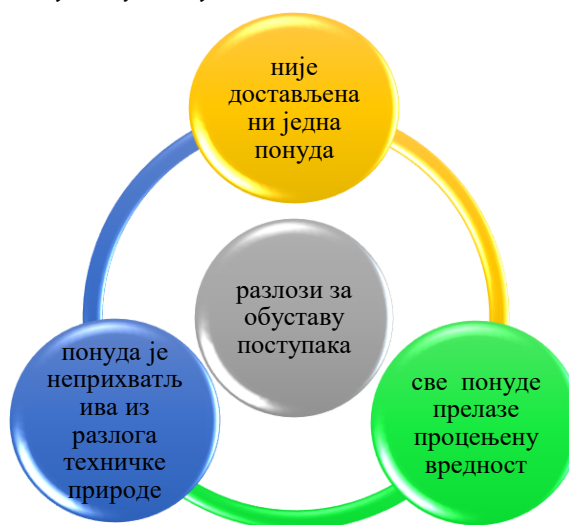 није
достављена
ни једна
понуда
разлози за
обуставу
поступака
понуда је
неприхватљ
ива из
разлога
техничке
природе
све понуде
прелазе
процењену
вредност